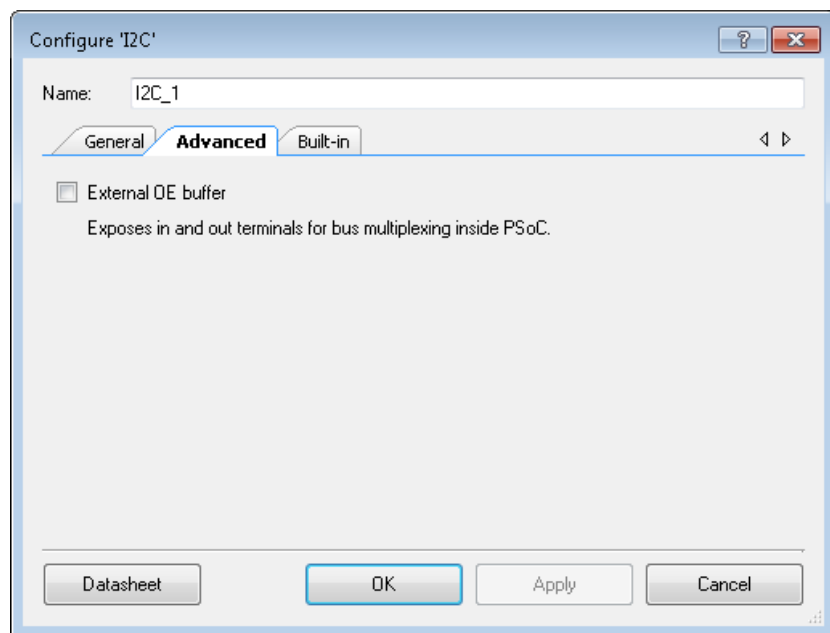 Configure 'I2C'
?
Name: I2C_1
General Advanced Built-in
External OE buffer
Exposes in and out terminals for bus multiplexing inside PSoC.
Datasheet OK Apply Cancel